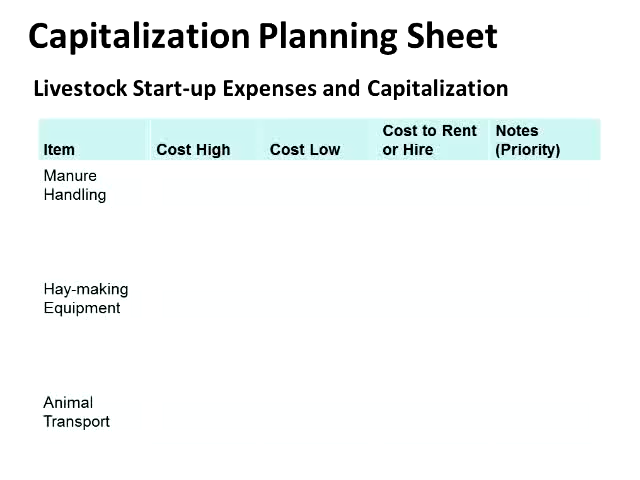 Capitalization Planning Sheet
Livestock Start-up Expenses and Capitalization
Item Cost High Cost Low Cost to Rent or Hire Notes (Priority)
Manure
Handling
Hay-making
Equipment
Animal
Transport